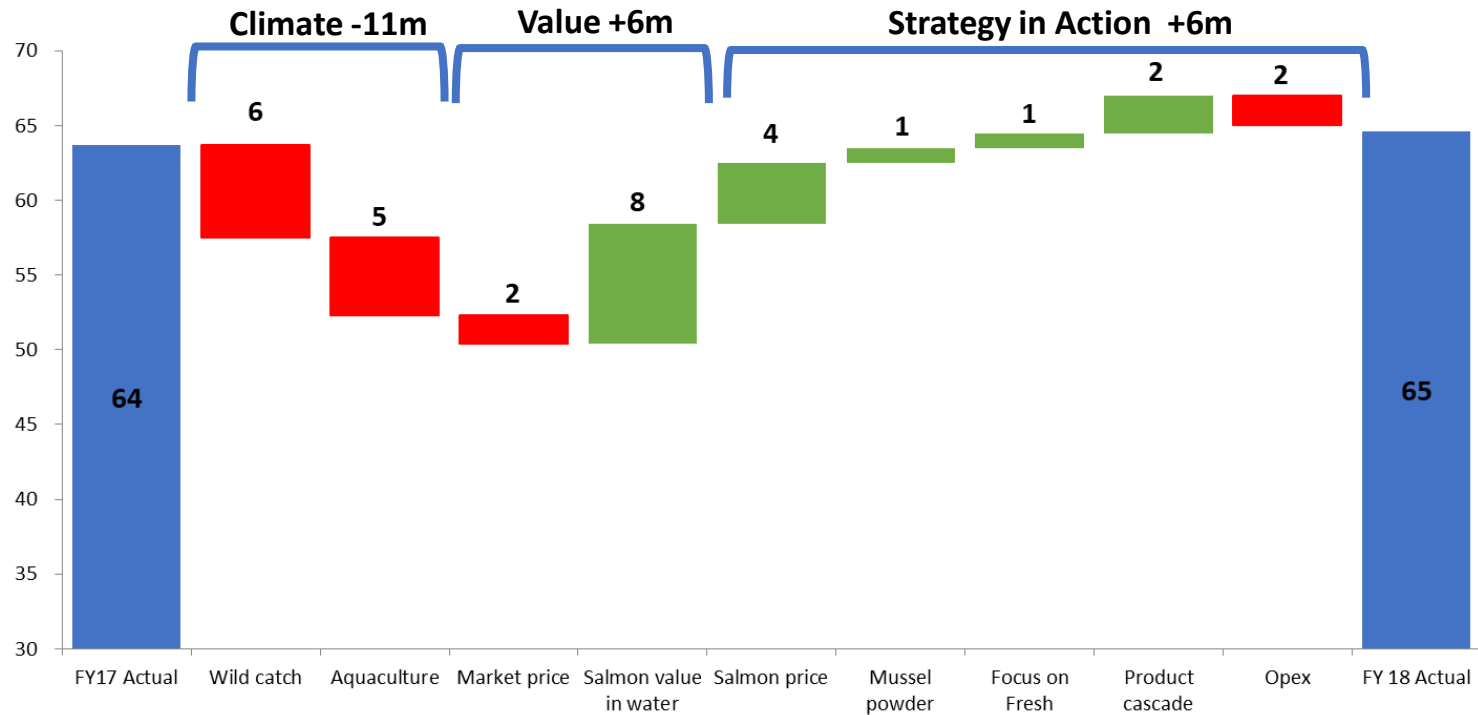 Climate -11m
Value +6m
Strategy in Action +6m
70
65
60
55
50
45
40
35
30
64
6
5
2
8
4
1
1
2
2
65
FY17 Actual
Wild catch
Aquaculture
Market price
Salmon value
in water
Salmon price
Mussel
powder
Focus on
Fresh
Product
cascade
Opex
FY 18 Actual